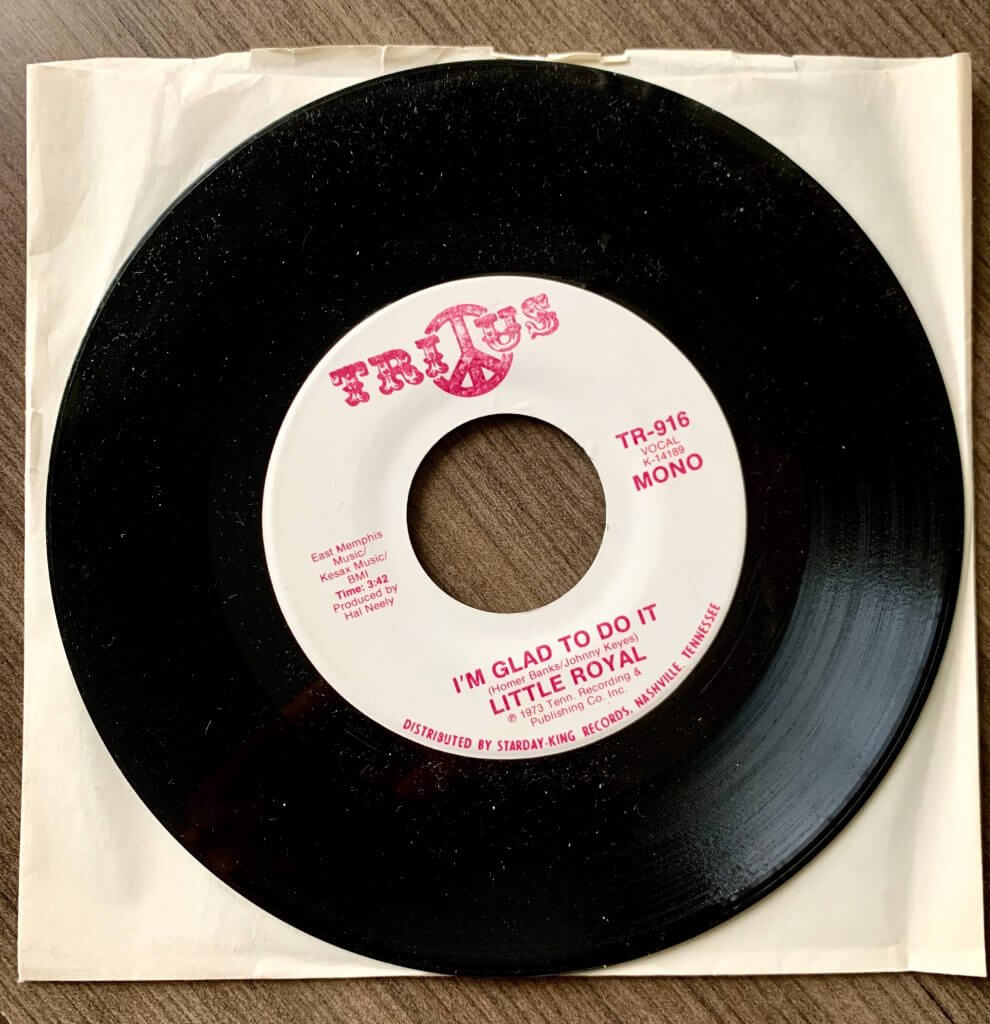 TRIUS
TR-916
VOCAL
K-14189
MONO
East Memphis
Music/
Kesax Music/
BMI
Time: 3:42
Produced by
Hal Neely
I'M GLAD TO DO IT
(Homer Banks/Johnny Keyes)
LITTLE ROYAL
℗ 1973 Tenn. Recording &
Publishing Co. Inc.
DISTRIBUTED BY STARDAY-KING RECORDS, NASHVILLE, TENNESSEE